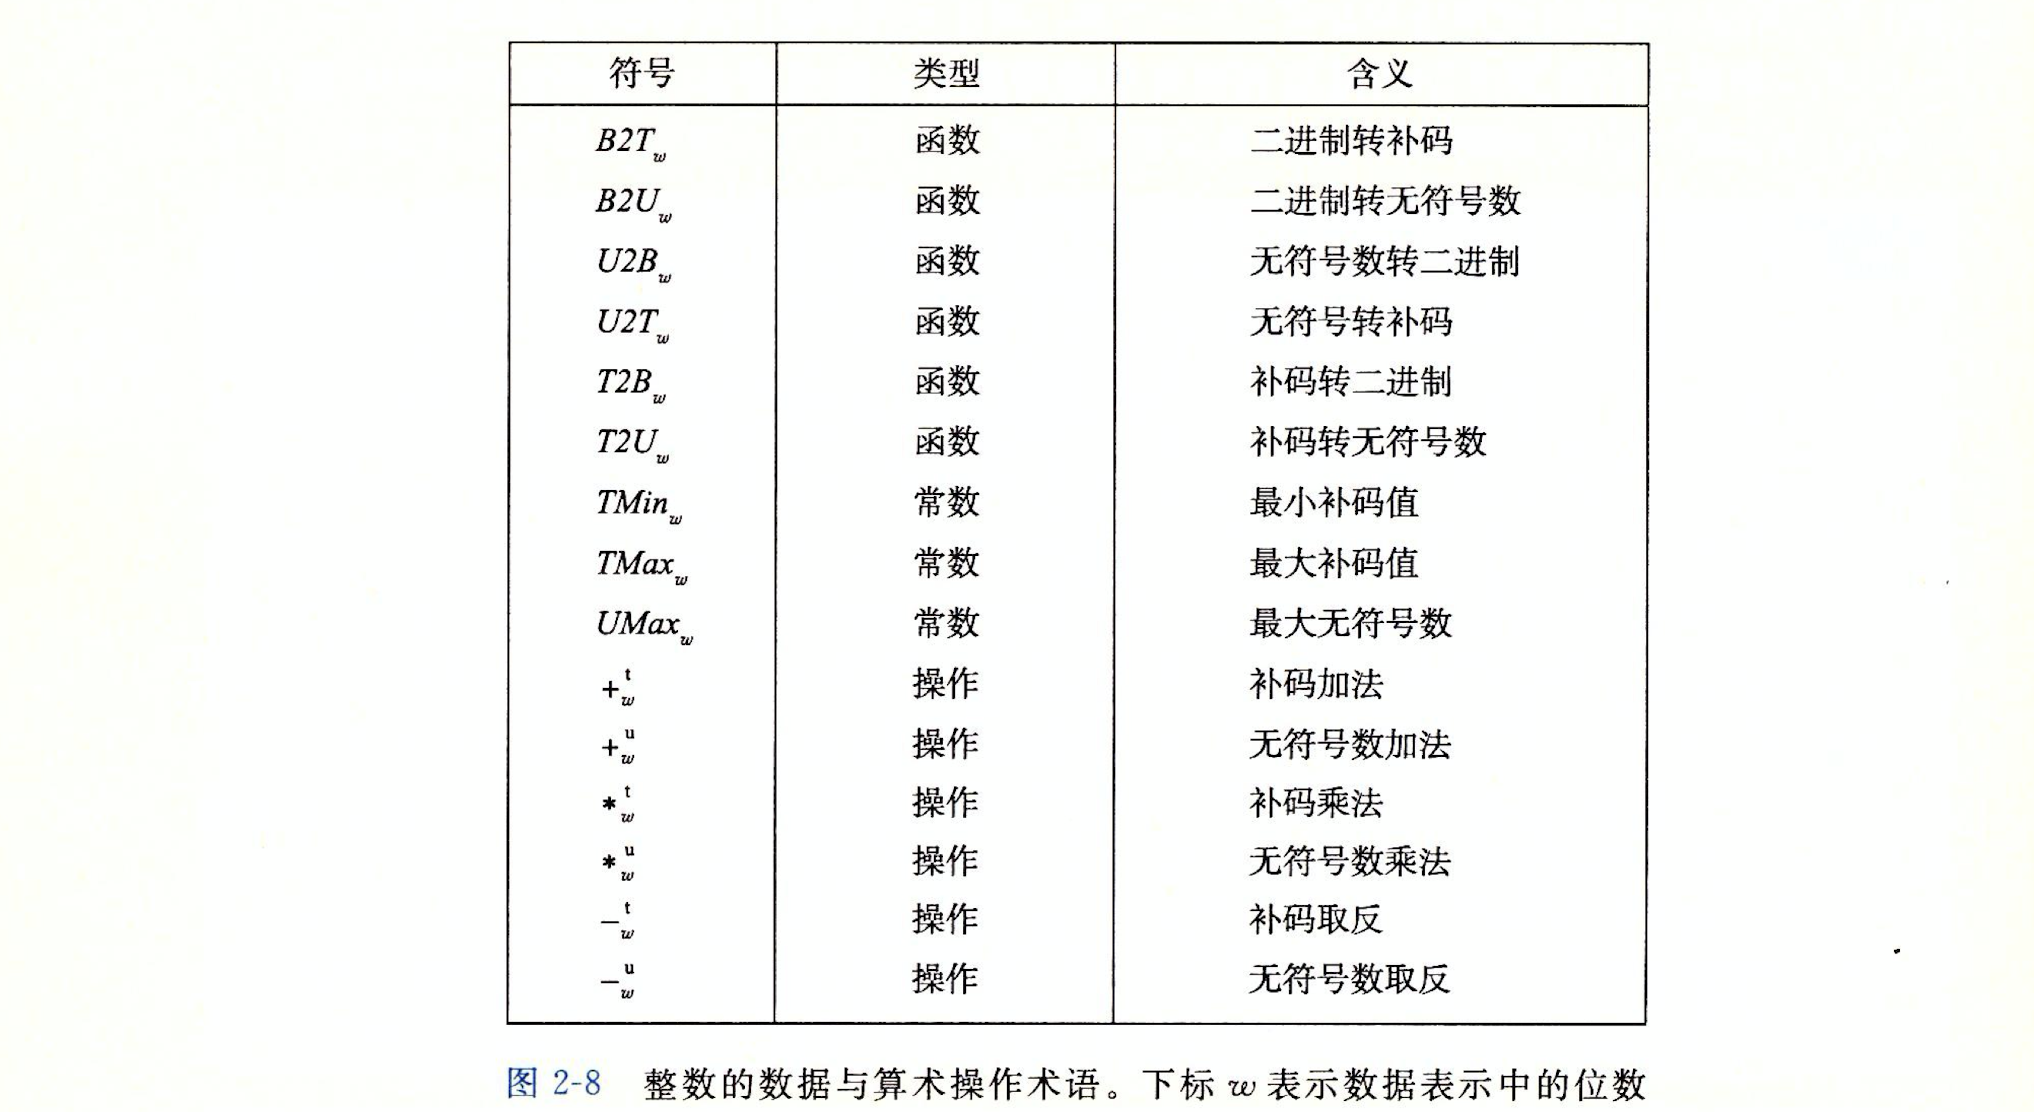 符号 类型 含义
B2T_w 函数 二进制转补码
B2U_w 函数 二进制转无符号数
U2B_w 函数 无符号数转二进制
U2T_w 函数 无符号转补码
T2B_w 函数 补码转二进制
T2U_w 函数 补码转无符号数
TMin_w 常数 最小补码值
TMax_w 常数 最大补码值
UMax_w 常数 最大无符号数
+^t_w 操作 补码加法
+^u_w 操作 无符号数加法
*^t_w 操作 补码乘法
*^u_w 操作 无符号数乘法
-^t_w 操作 补码取反
-^u_w 操作 无符号数取反
图 2-8 整数的数据与算术操作术语。下标 w 表示数据表示中的位数